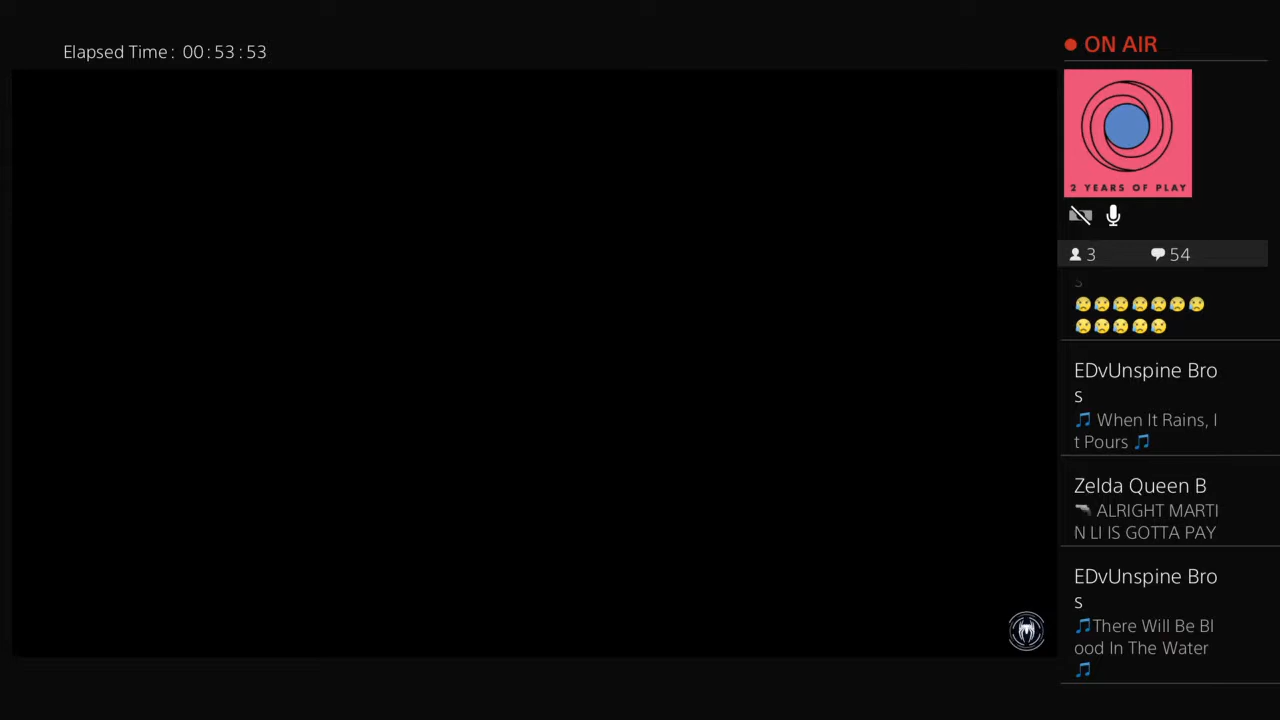 Elapsed Time: 00:53:53
ON AIR
2 YEARS OF PLAY
3 54
s
EDvUnspine Bro
s
🎵 When It Rains, I
t Pours 🎵
Zelda Queen B
🔫 ALRIGHT MARTI
N LI IS GOTTA PAY
EDvUnspine Bro
s
🎵There Will Be Bl
ood In The Water
🎵